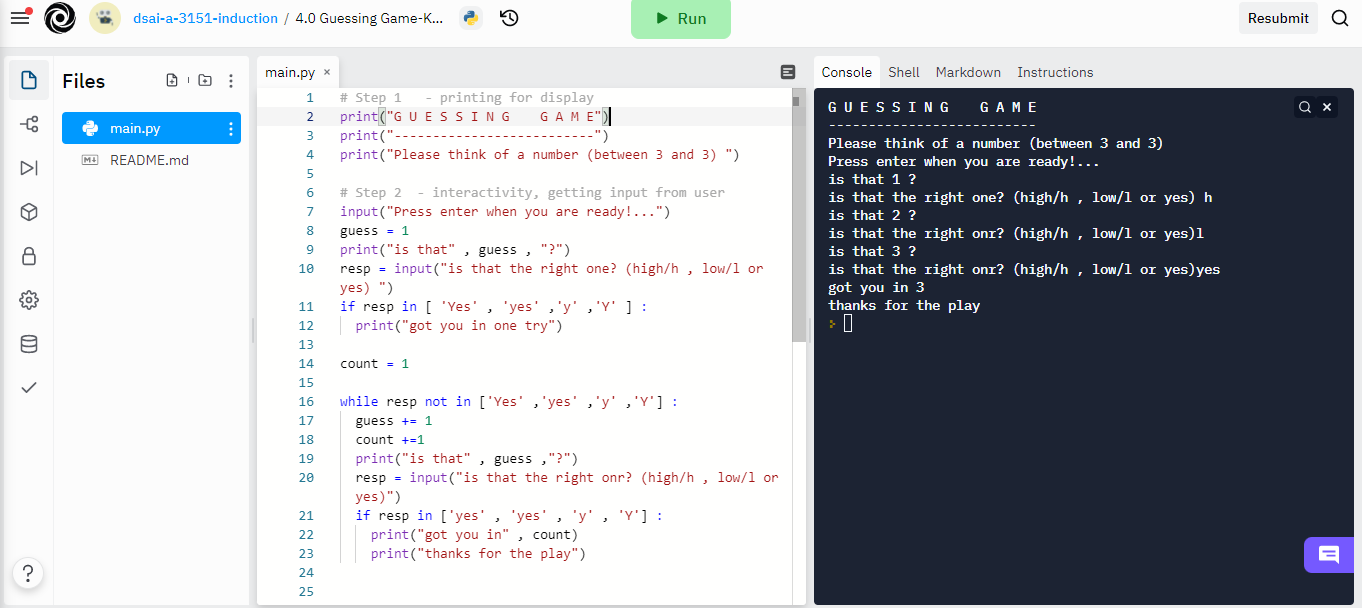 dsai-a-3151-induction / 4.0 Guessing Game-K...
Run
Resubmit
Files
main.py
README.md
main.py ×
1 # Step 1   - printing for display
2 print("G U E S S I N G    G A M E")
3 print("--------------------------")
4 print("Please think of a number (between 3 and 3) ")
5
6 # Step 2  - interactivity, getting input from user
7 input("Press enter when you are ready!...")
8 guess = 1
9 print("is that" , guess , "?")
10 resp = input("is that the right one? (high/h , low/l or
yes) ")
11 if resp in [ 'Yes' , 'yes' ,'y' ,'Y' ] :
12   print("got you in one try")
13
14 count = 1
15
16 while resp not in ['Yes' ,'yes' ,'y' ,'Y'] :
17   guess += 1
18   count +=1
19   print("is that" , guess ,"?")
20   resp = input("is that the right onr? (high/h , low/l or
yes)")
21   if resp in ['yes' , 'yes' , 'y' , 'Y'] :
22     print("got you in" , count)
23     print("thanks for the play")
24
25
Console Shell Markdown Instructions
G U E S S I N G    G A M E
--------------------------
Please think of a number (between 3 and 3)
Press enter when you are ready!...
is that 1 ?
is that the right one? (high/h , low/l or yes) h
is that 2 ?
is that the right onr? (high/h , low/l or yes)l
is that 3 ?
is that the right onr? (high/h , low/l or yes)yes
got you in 3
thanks for the play